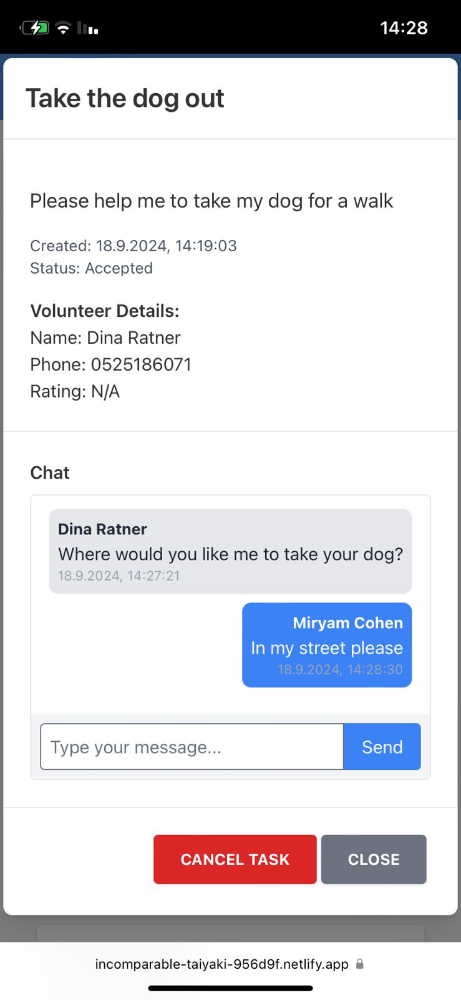 14:28
Take the dog out
Please help me to take my dog for a walk
Created: 18.9.2024, 14:19:03
Status: Accepted
Volunteer Details:
Name: Dina Ratner
Phone: 0525186071
Rating: N/A
Chat
Dina Ratner
Where would you like me to take your dog?
18.9.2024, 14:27:21
Miryam Cohen
In my street please
18.9.2024, 14:28:30
Type your message...
Send
CANCEL TASK
CLOSE
incomparable-taiyaki-956d9f.netlify.app